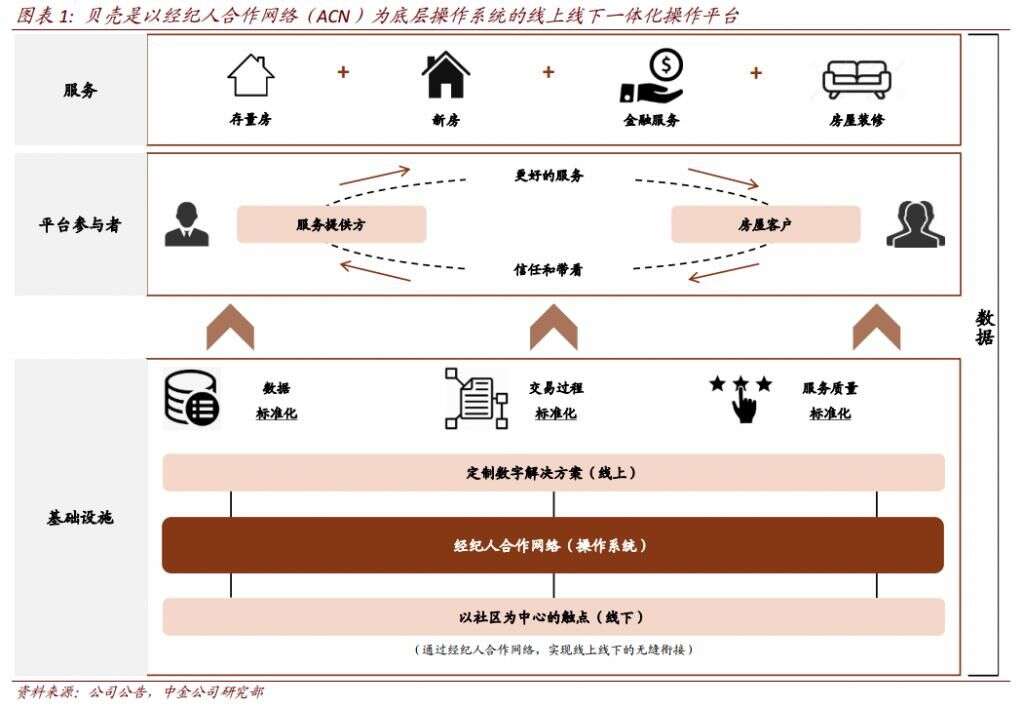 图表 1：贝壳是以经纪人合作网络（ACN）为底层操作系统的线上线下一体化操作平台
服务
+
+
+
$
存量房
新房
金融服务
房屋装修
平台参与者
更好的服务
服务提供方
房屋客户
信任和带看
数据
基础设施
数据
标准化
交易过程
标准化
服务质量
标准化
定制数字解决方案（线上）
经纪人合作网络（操作系统）
以社区为中心的触点（线下）
（通过经纪人合作网络，实现线上线下的无缝衔接）
资料来源：公司公告，中金公司研究部